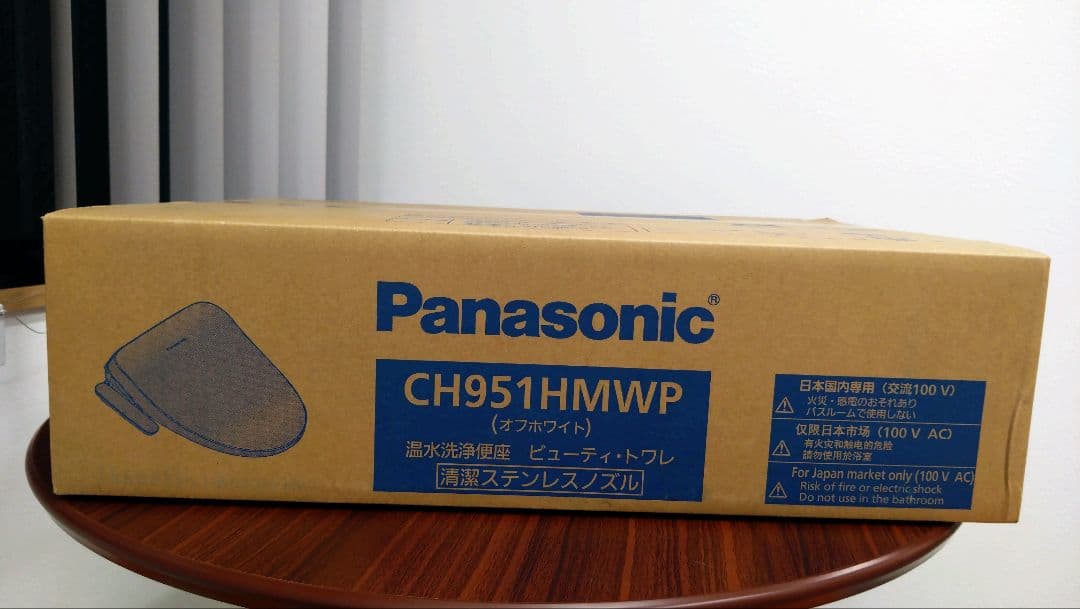 Panasonic®
CH951HMWP
(オフホワイト)
温水洗浄便座 ビューティ・トワレ
清潔ステンレスノズル
日本国内専用(交流100 V)
火災・感電のおそれあり
バスルームで使用しない
仅限日本市场(100 V AC)
有火灾和触电的危险
請勿使用於浴室
For Japan market only (100 V AC)
Risk of fire or electric shock
Do not use in the bathroom